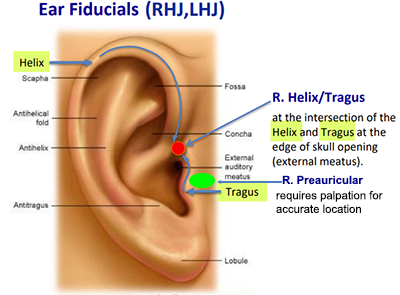 Ear Fiducials (RHJ,LHJ)
Helix
Scapha
Antihelical
fold
Antihelix
Antitragus
Fossa
Concha
External
auditory
meatus
Tragus
Lobule
R. Helix/Tragus
at the intersection of the
Helix and Tragus at the
edge of skull opening
(external meatus).
R. Preauricular
requires palpation for
accurate location